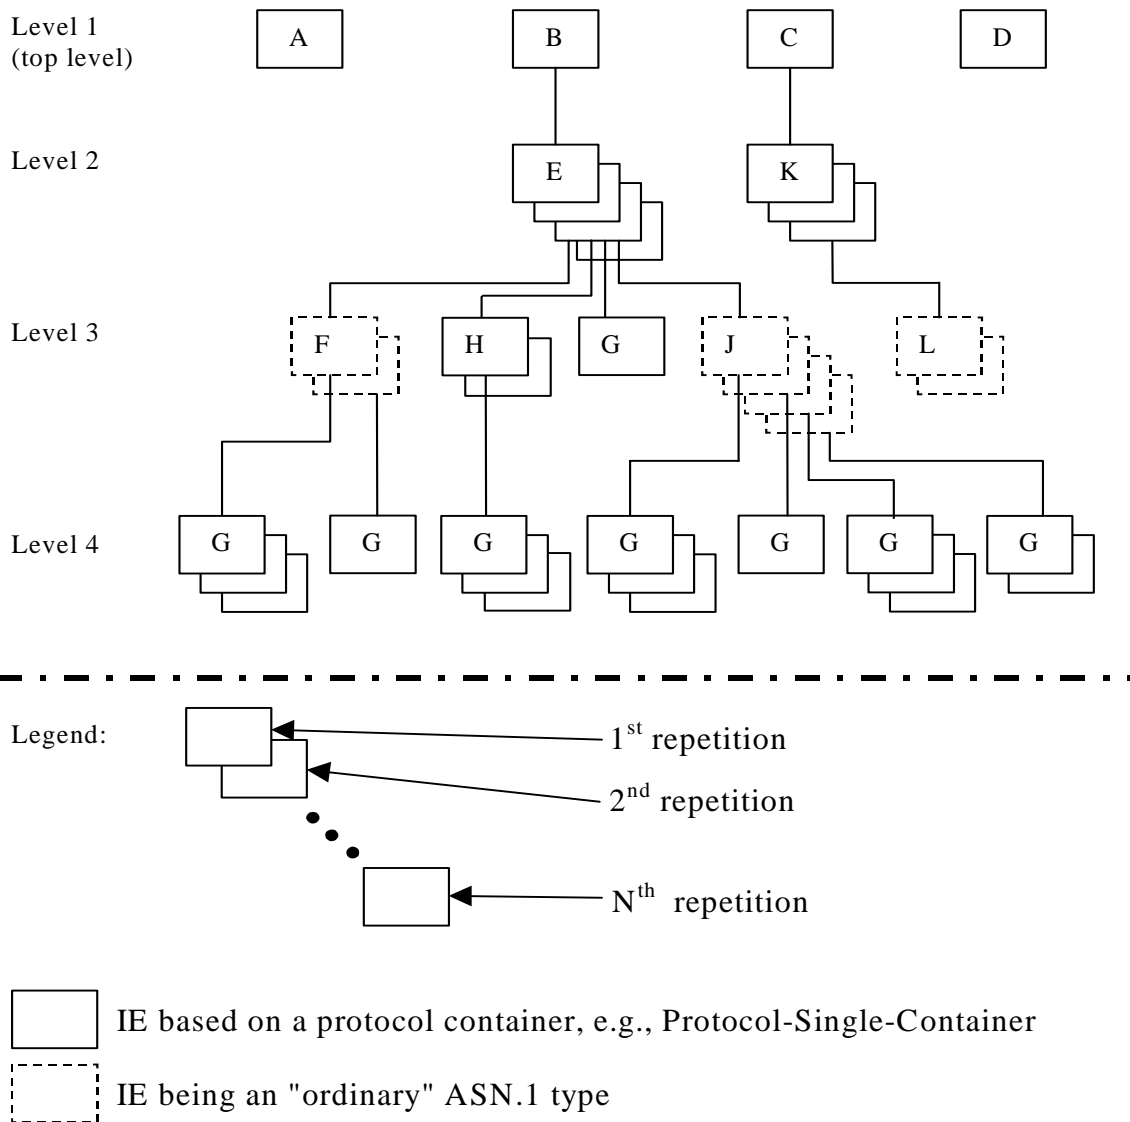 Level 1
(top level)
A B C D
Level 2
E K
Level 3
F H G J L
Level 4
G G G G G G G
Legend:
1st repetition
2nd repetition
Nth repetition
IE based on a protocol container, e.g., Protocol-Single-Container
IE being an "ordinary" ASN.1 type